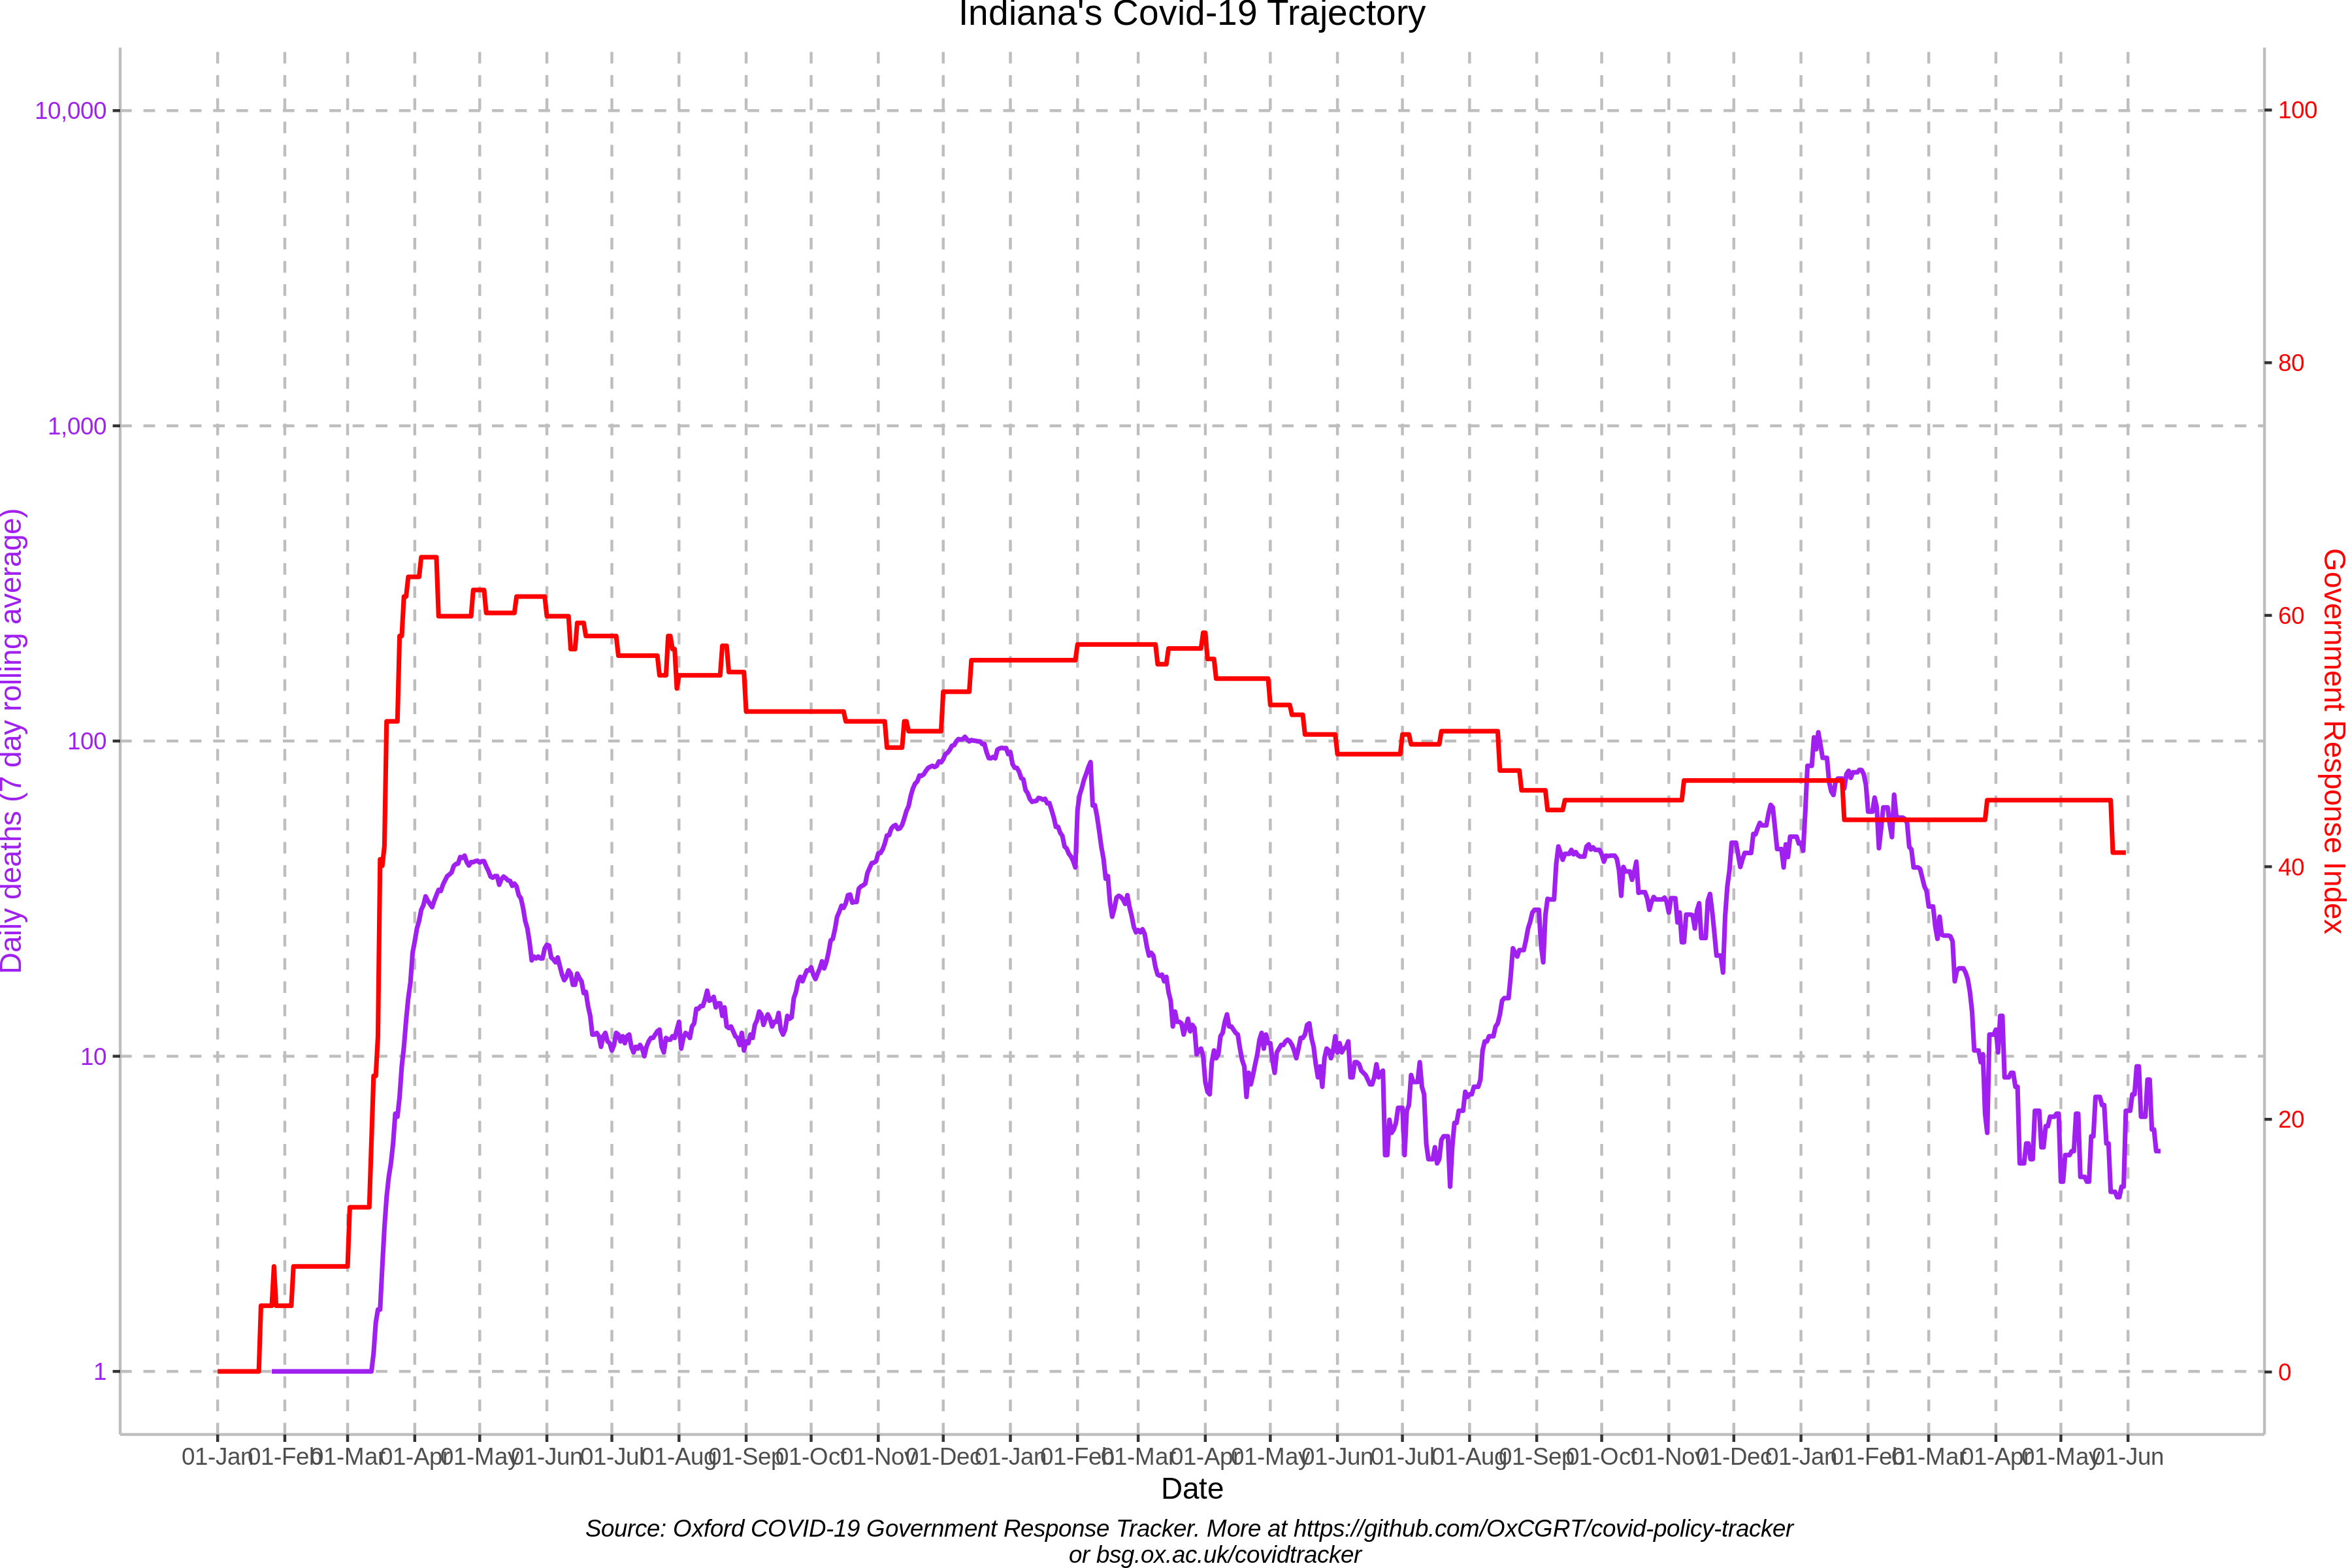 Indiana's Covid-19 Trajectory
10,000
1,000
100
10
1
Daily deaths (7 day rolling average)
100
80
60
40
20
0
Government Response Index
01-Jan 01-Feb 01-Mar 01-Apr 01-May 01-Jun 01-Jul 01-Aug 01-Sep 01-Oct 01-Nov 01-Dec 01-Jan 01-Feb 01-Mar 01-Apr 01-May 01-Jun 01-Jul 01-Aug 01-Sep 01-Oct 01-Nov 01-Dec 01-Jan 01-Feb 01-Mar 01-Apr 01-May 01-Jun
Date
Source: Oxford COVID-19 Government Response Tracker. More at https://github.com/OxCGRT/covid-policy-tracker
or bsg.ox.ac.uk/covidtracker